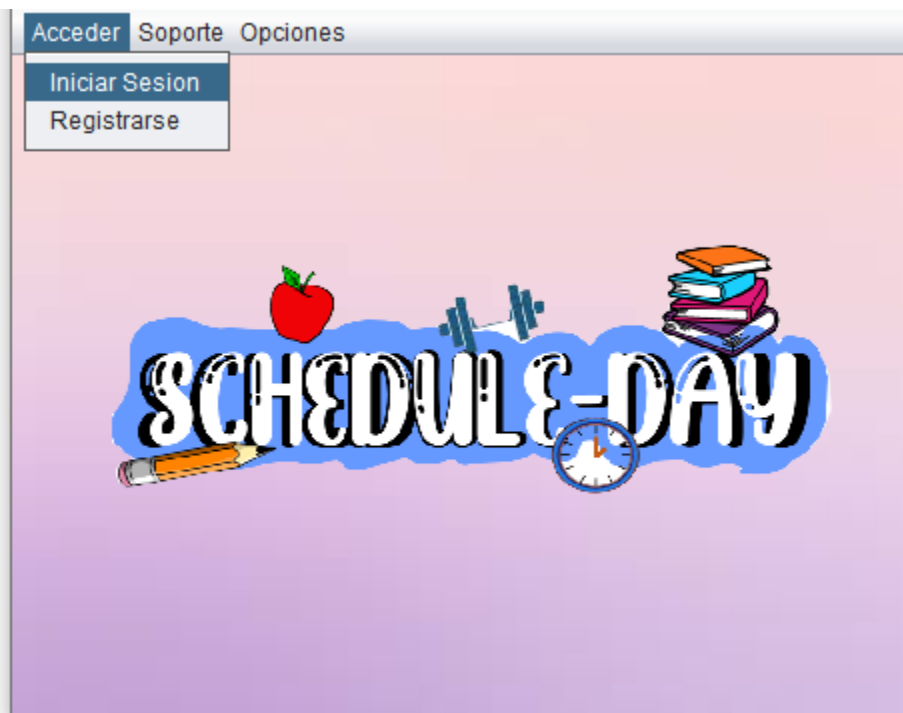 Acceder Soporte Opciones
Iniciar Sesion
Registrarse
SCHEDULE-DAY